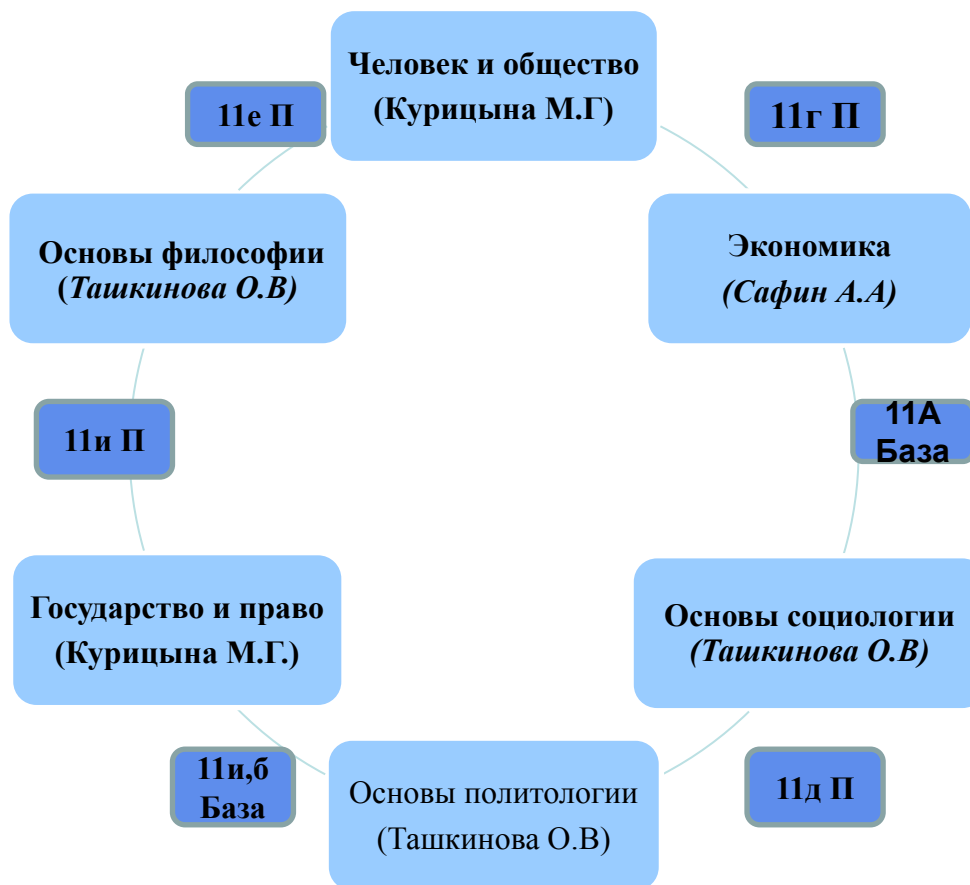 Человек и общество
(Курицына М.Г)
11е П
11г П
Основы философии
(Ташкинова О.В)
Экономика
(Сафин А.А)
11и П
11А
База
Государство и право
(Курицына М.Г.)
Основы социологии
(Ташкинова О.В)
11и,б
База
Основы политологии
(Ташкинова О.В)
11д П